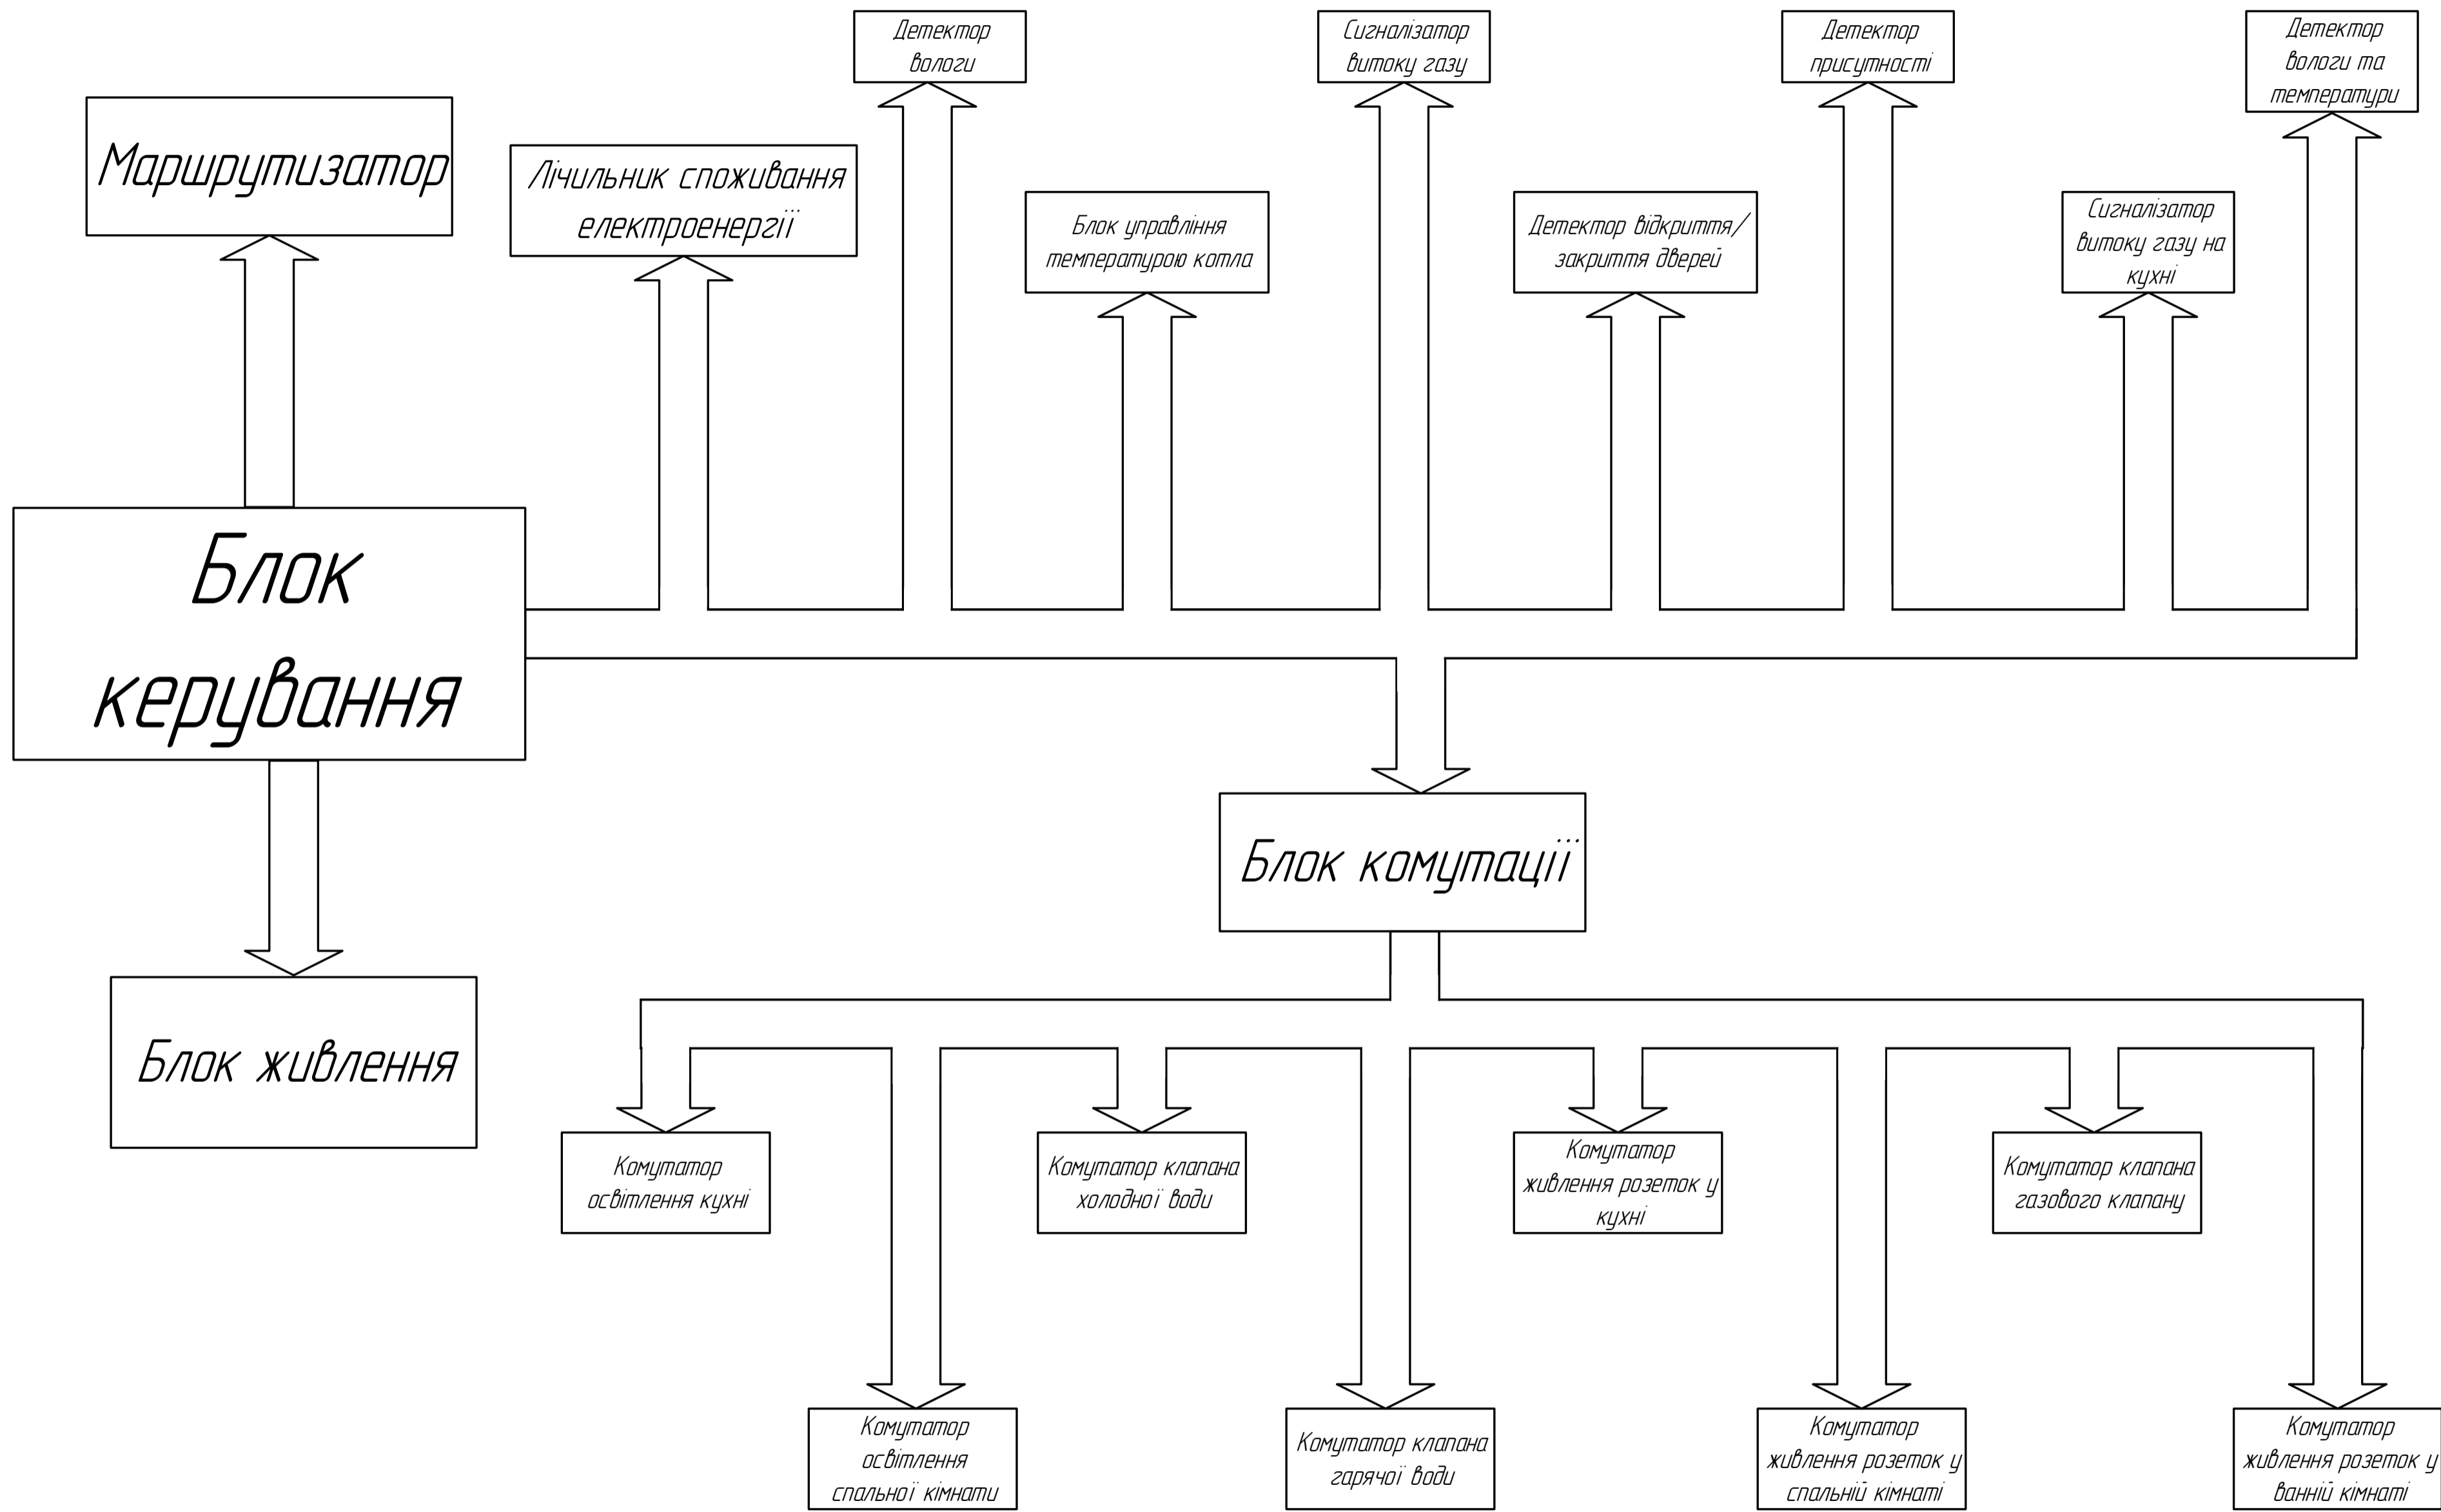 Детектор
вологи
Сигналізатор
витоку газу
Детектор
присутності
Детектор
вологи та
температури
Маршрутизатор
Лічильник споживання
електроенергії
Блок управління
температурою котла
Детектор відкриття/
закриття дверей
Сигналізатор
витоку газу на
кухні
Блок
керування
Блок комутації
Блок живлення
Комутатор
освітлення кухні
Комутатор клапана
холодної води
Комутатор
живлення розеток у
кухні
Комутатор клапана
газового клапану
Комутатор
освітлення
спальної кімнати
Комутатор клапана
гарячої води
Комутатор
живлення розеток у
спальній кімнаті
Комутатор
живлення розеток у
ванній кімнаті